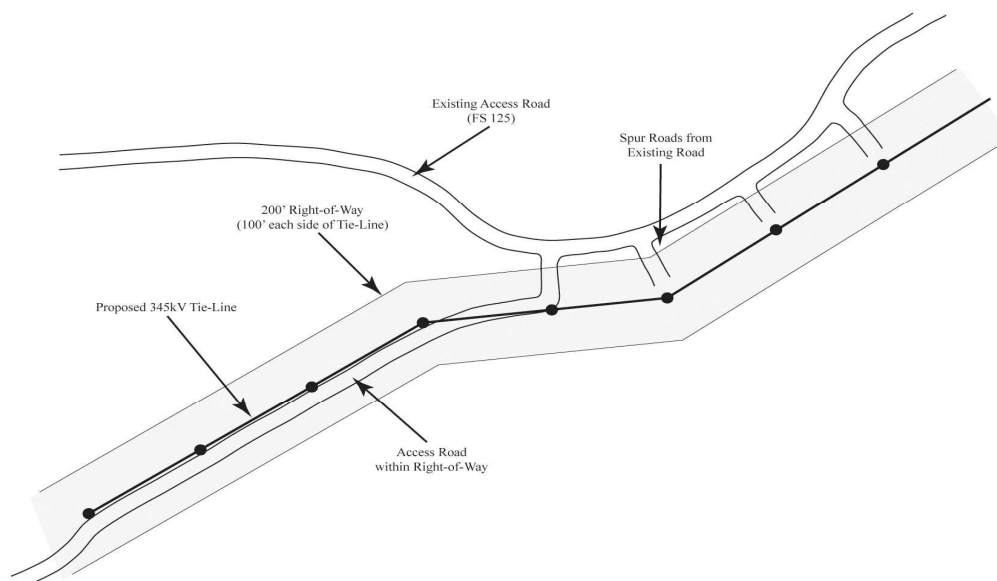 Existing Access Road
(FS 125)
Spur Roads from
Existing Road
200' Right-of-Way
(100' each side of Tie-Line)
Proposed 345kV Tie-Line
Access Road
within Right-of-Way